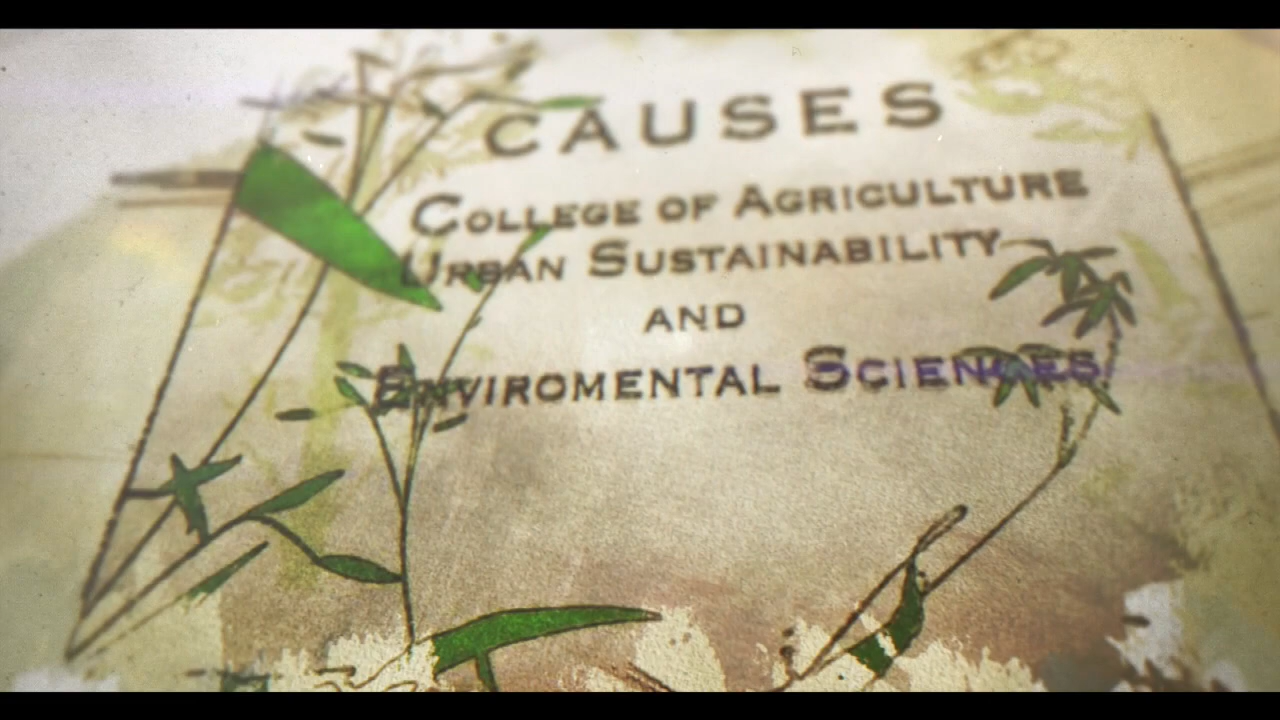 CAUSES
COLLEGE OF AGRICULTURE
URBAN SUSTAINABILITY
AND
ENVIROMENTAL SCIENCES